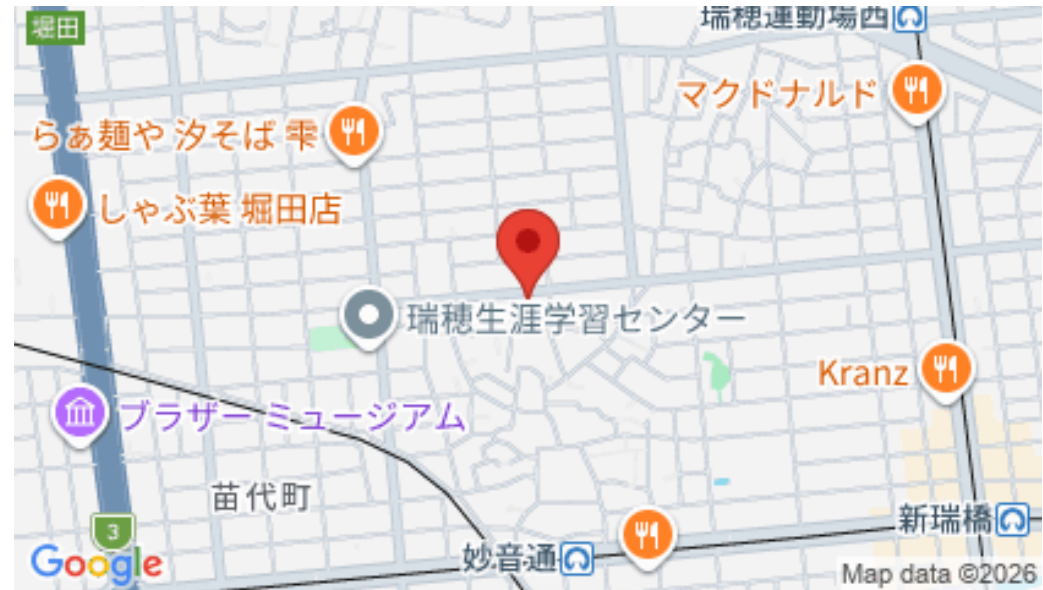 堀田
瑞穂運動場西
マクドナルド
らぁ麺や 汐そば 雫
しゃぶ葉 堀田店
瑞穂生涯学習センター
Kranz
ブラザー ミュージアム
苗代町
新瑞橋
3
妙音通
Google
Map data ©2026